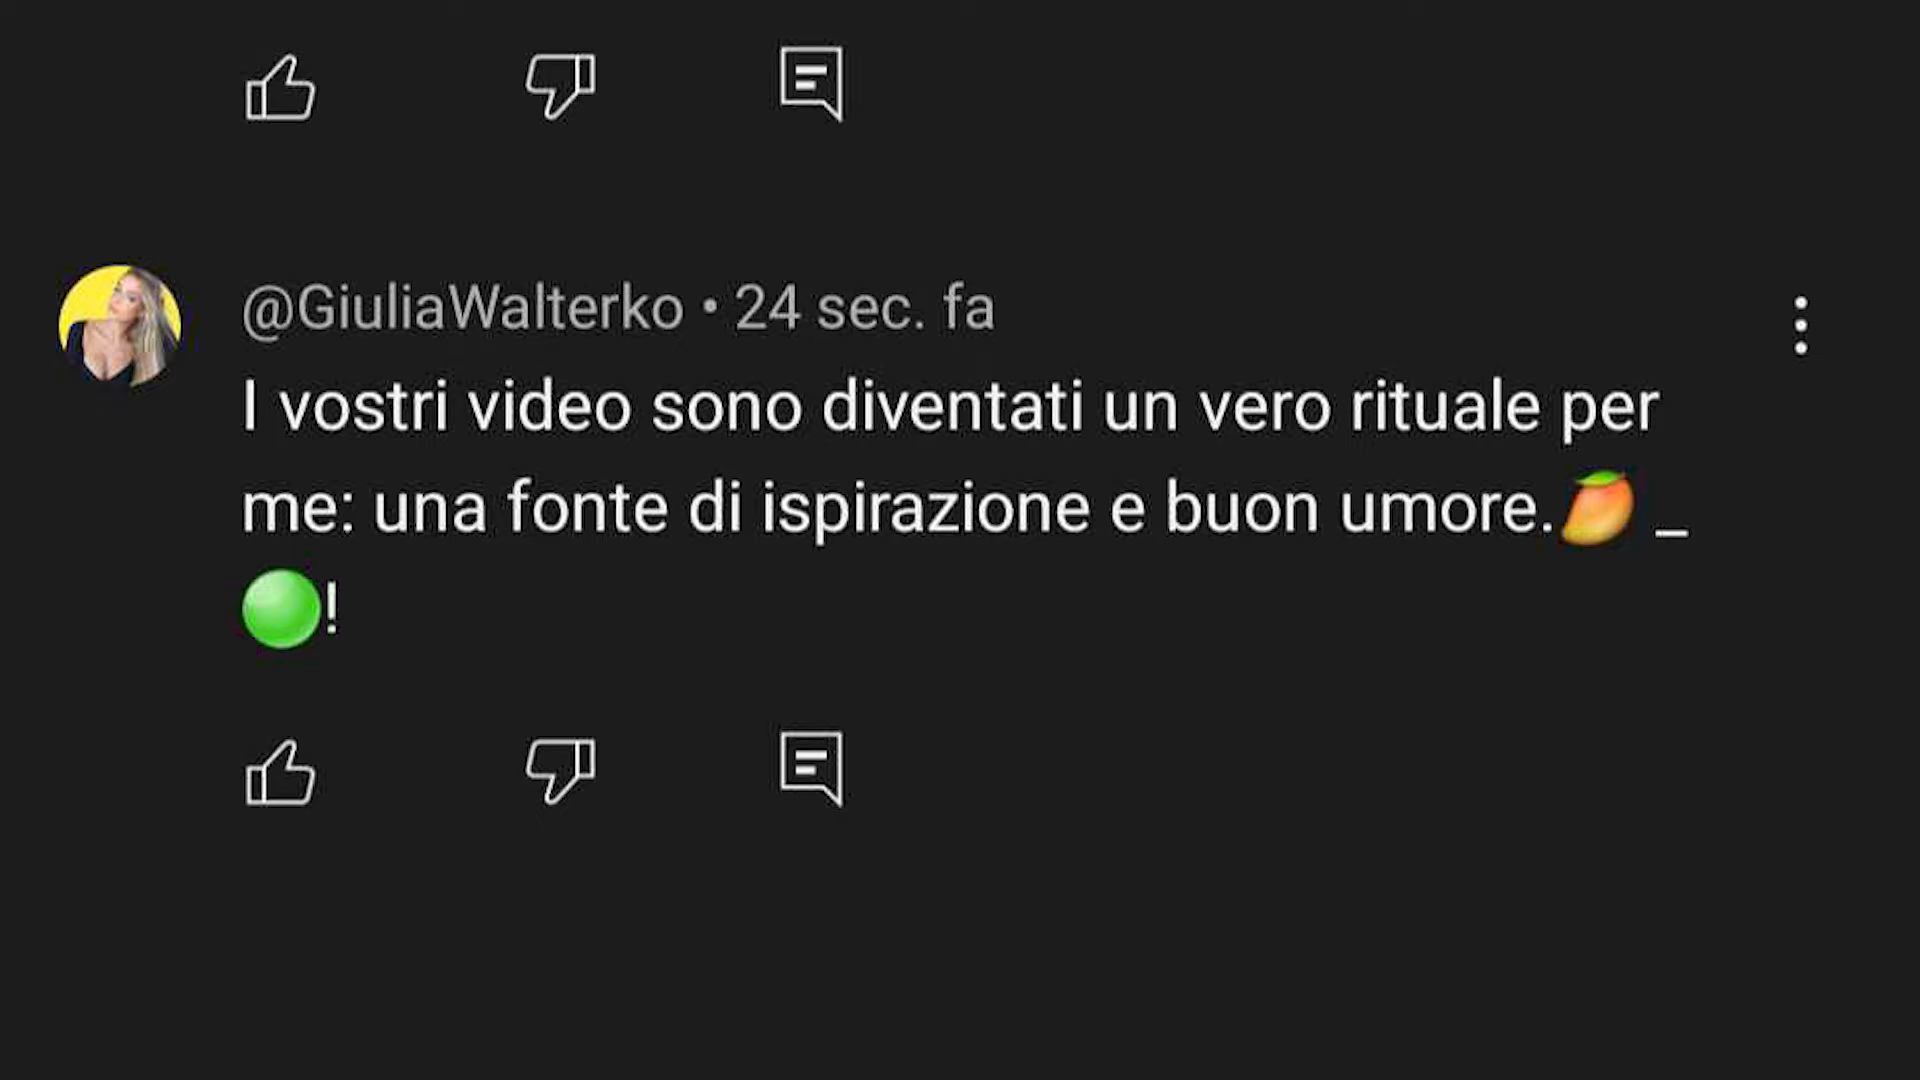 @GiuliaWalterko • 24 sec. fa
I vostri video sono diventati un vero rituale per
me: una fonte di ispirazione e buon umore.🥭 _
🟢!